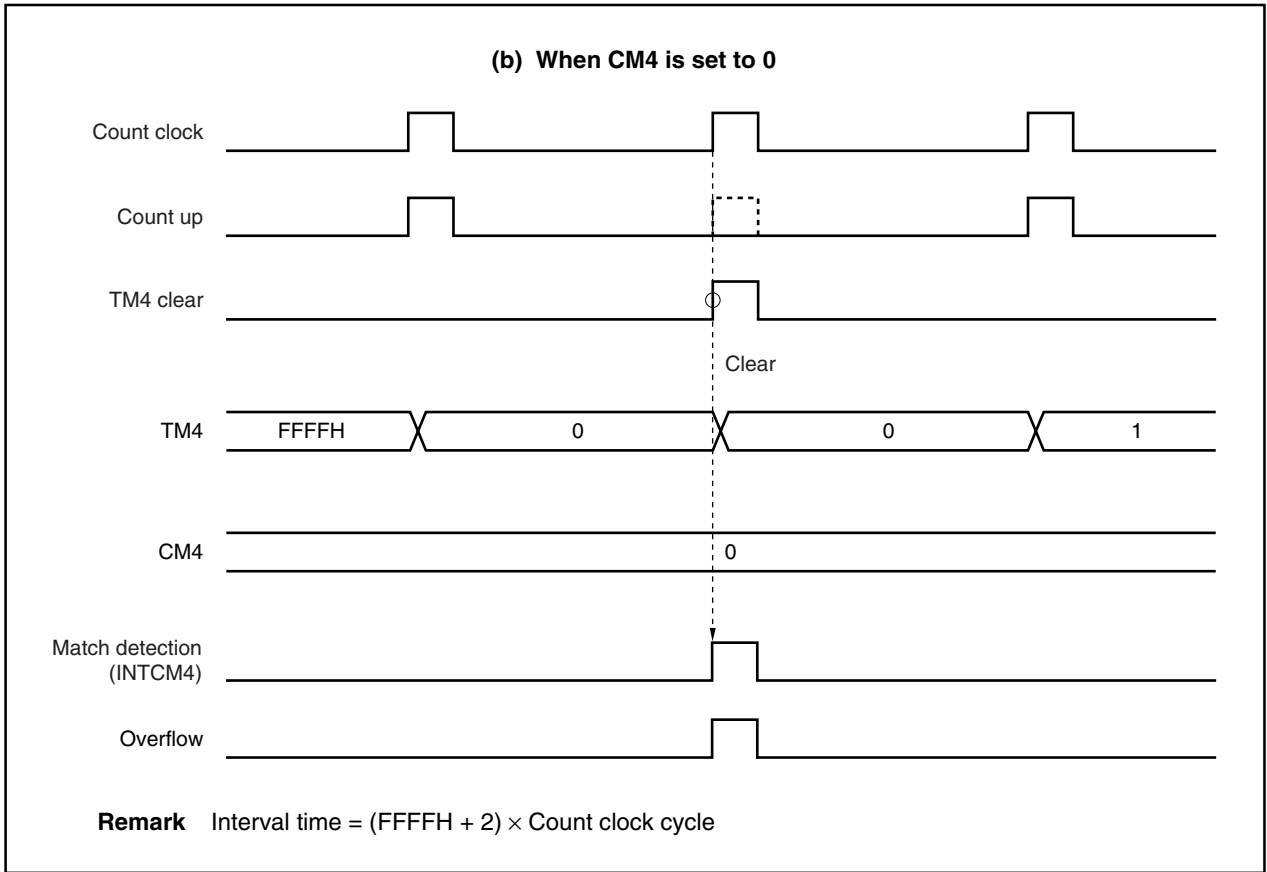 (b) When CM4 is set to 0
Count clock
Count up
TM4 clear
Clear
TM4
FFFFH
0
0
1
CM4
0
Match detection
(INTCM4)
Overflow
Remark Interval time = (FFFFH + 2) × Count clock cycle